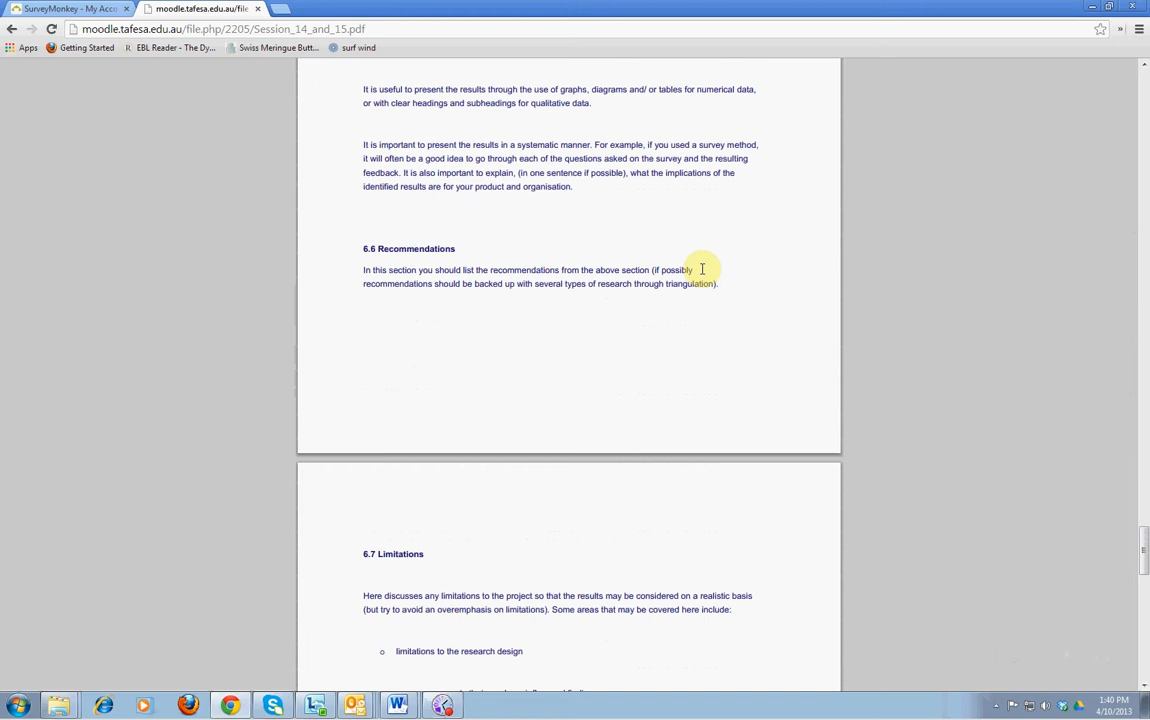 SurveyMonkey - My Acco
moodle.tafesa.edu.au/file
moodle.tafesa.edu.au/file.php/2205/Session_14_and_15.pdf
Apps Getting Started EBL Reader - The Dy... Swiss Meringue Butt... surf wind
It is useful to present the results through the use of graphs, diagrams and/ or tables for numerical data,
or with clear headings and subheadings for qualitative data.
It is important to present the results in a systematic manner. For example, if you used a survey method,
it will often be a good idea to go through each of the questions asked on the survey and the resulting
feedback. It is also important to explain, (in one sentence if possible), what the implications of the
identified results are for your product and organisation.
6.6 Recommendations
In this section you should list the recommendations from the above section (if possibly
recommendations should be backed up with several types of research through triangulation).
6.7 Limitations
Here discusses any limitations to the project so that the results may be considered on a realistic basis
(but try to avoid an overemphasis on limitations). Some areas that may be covered here include:
o limitations to the research design
1:40 PM
4/10/2013